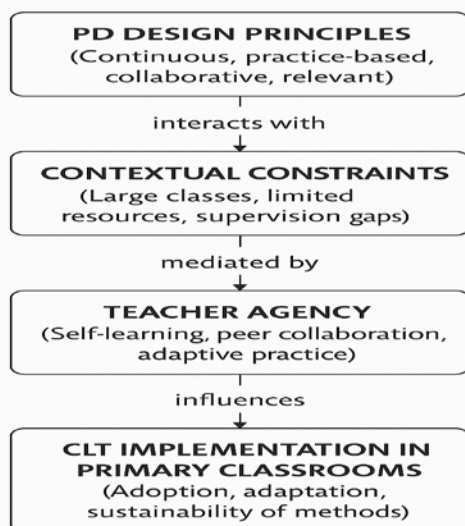 PD DESIGN PRINCIPLES
(Continuous, practice-based,
collaborative, relevant)
interacts with
CONTEXTUAL CONSTRAINTS
(Large classes, limited
resources, supervision gaps)
mediated by
TEACHER AGENCY
(Self-learning, peer collaboration,
adaptive practice)
influences
CLT IMPLEMENTATION IN
PRIMARY CLASSROOMS
(Adoption, adaptation,
sustainability of methods)